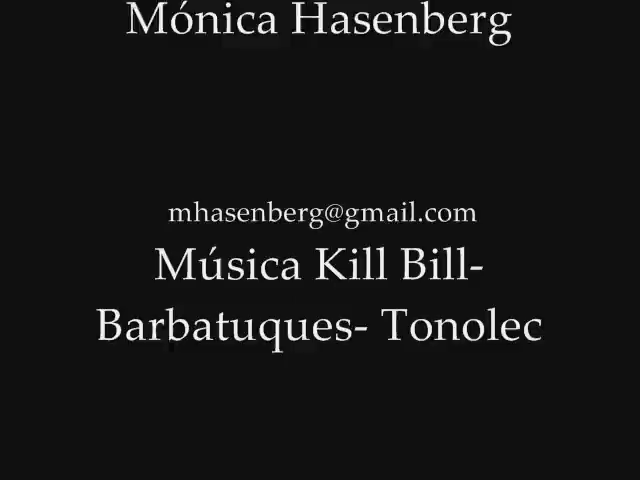 Mónica Hasenberg
mhasenberg@gmail.com
Música Kill Bill-
Barbatuques- Tonolec